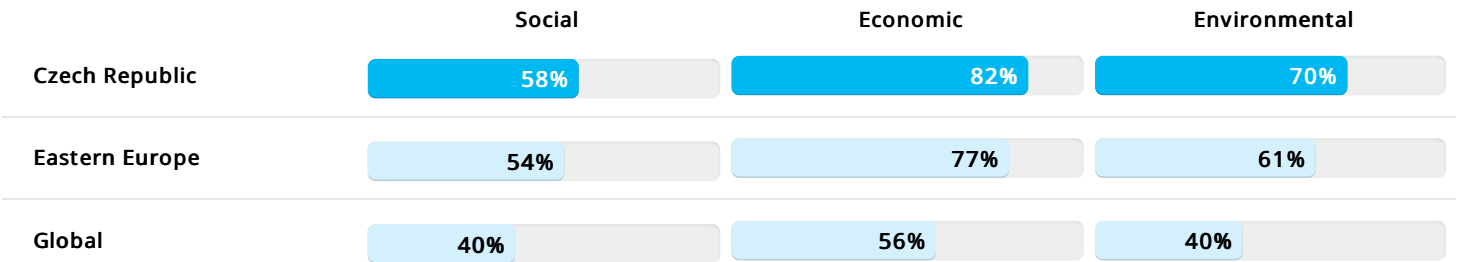 Social Economic Environmental
Czech Republic 58% 82% 70%
Eastern Europe 54% 77% 61%
Global 40% 56% 40%